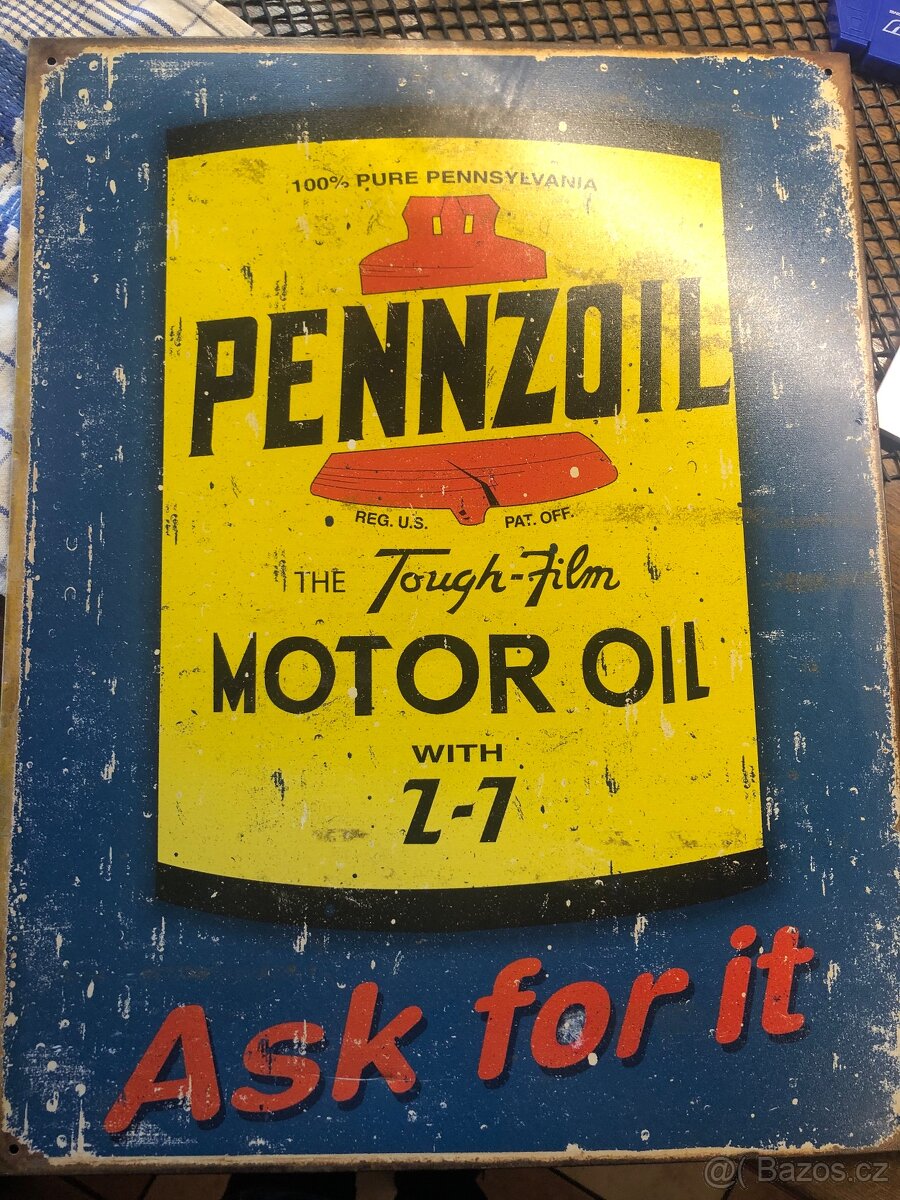 100% PURE PENNSYLVANIA
PENNZOIL
REG. U.S. PAT. OFF.
THE Tough-Film
MOTOR OIL
WITH
Z-7
Ask for it
@( Bazos.cz